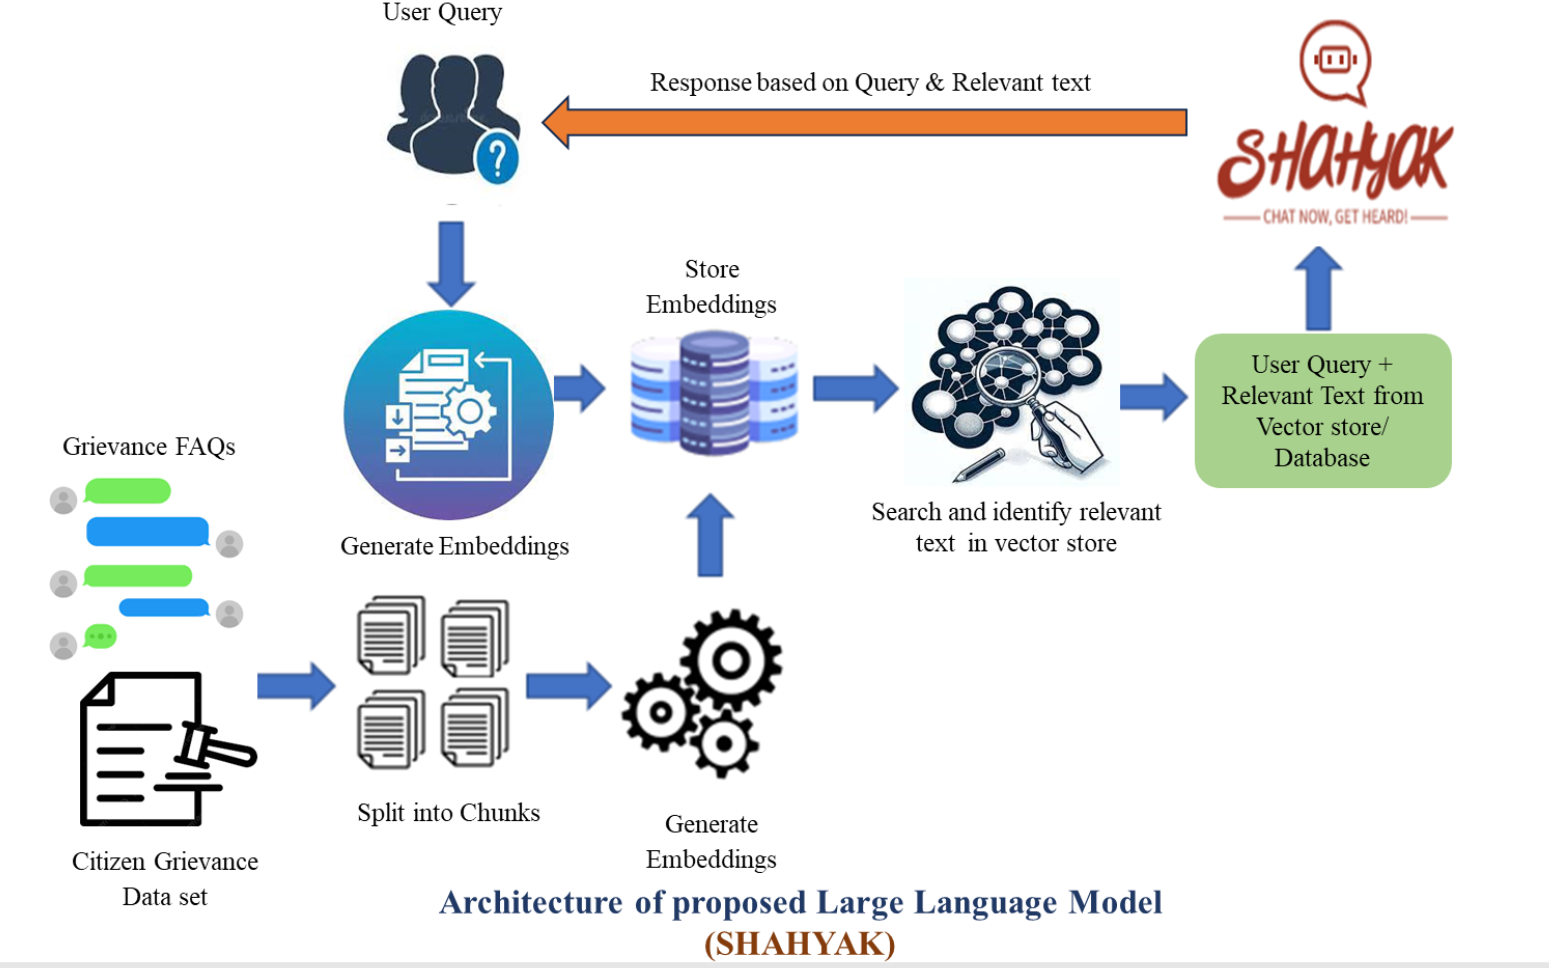 User Query
Response based on Query & Relevant text
SHAHYAK
CHAT NOW, GET HEARD!
Store
Embeddings
User Query +
Relevant Text from
Vector store/
Database
Grievance FAQs
Generate Embeddings
Search and identify relevant
text in vector store
Split into Chunks
Generate
Embeddings
Citizen Grievance
Data set
Architecture of proposed Large Language Model
(SHAHYAK)